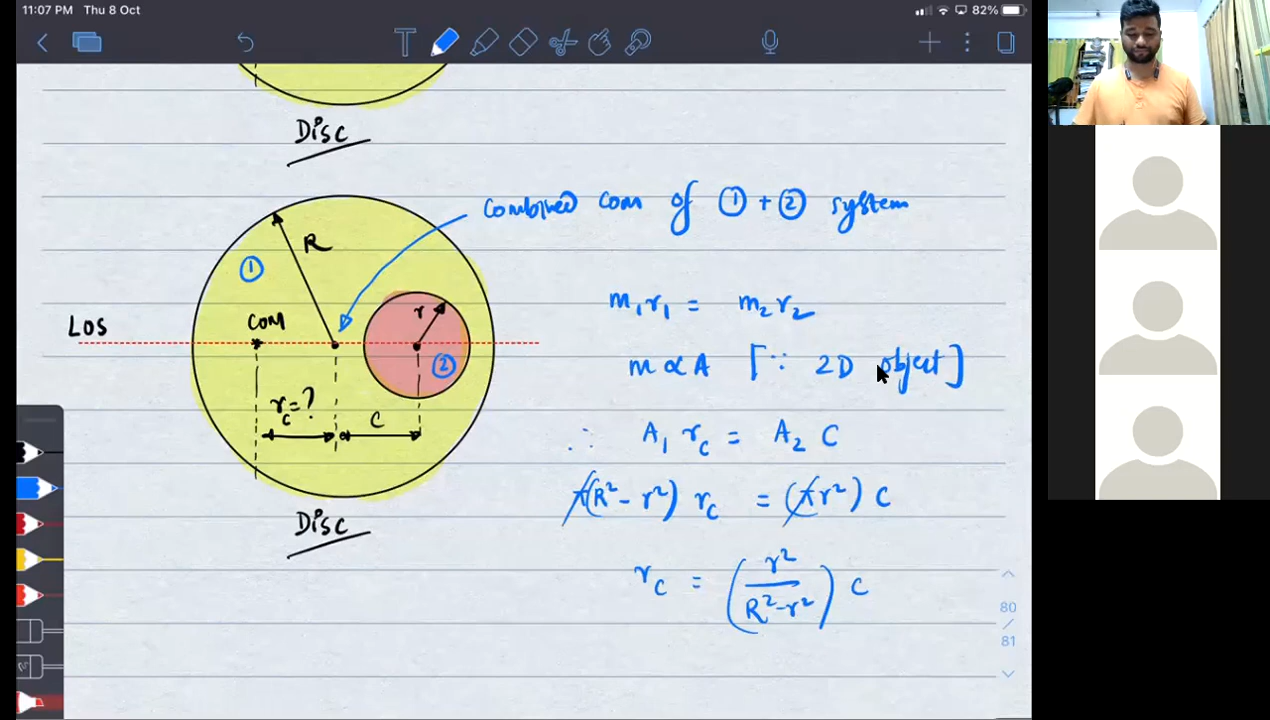 11:07 PM Thu 8 Oct
82%
T
Disc
Combined com of ① + ② system
R
①
m₁r₁ = m₂r₂
r
LOS
com
②
m ∝ A [∵ 2D object]
r_c = ?
C
∴ A₁ r_c = A₂ C
π(R² - r²) r_c = (πr²) C
Disc
r_c = (r² / R² - r²) C
80
/
81